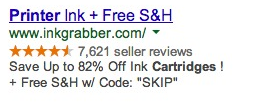 Printer Ink + Free S&H
www.inkgrabber.com/
7,621 seller reviews
Save Up to 82% Off Ink Cartridges !
+ Free S&H w/ Code: "SKIP"